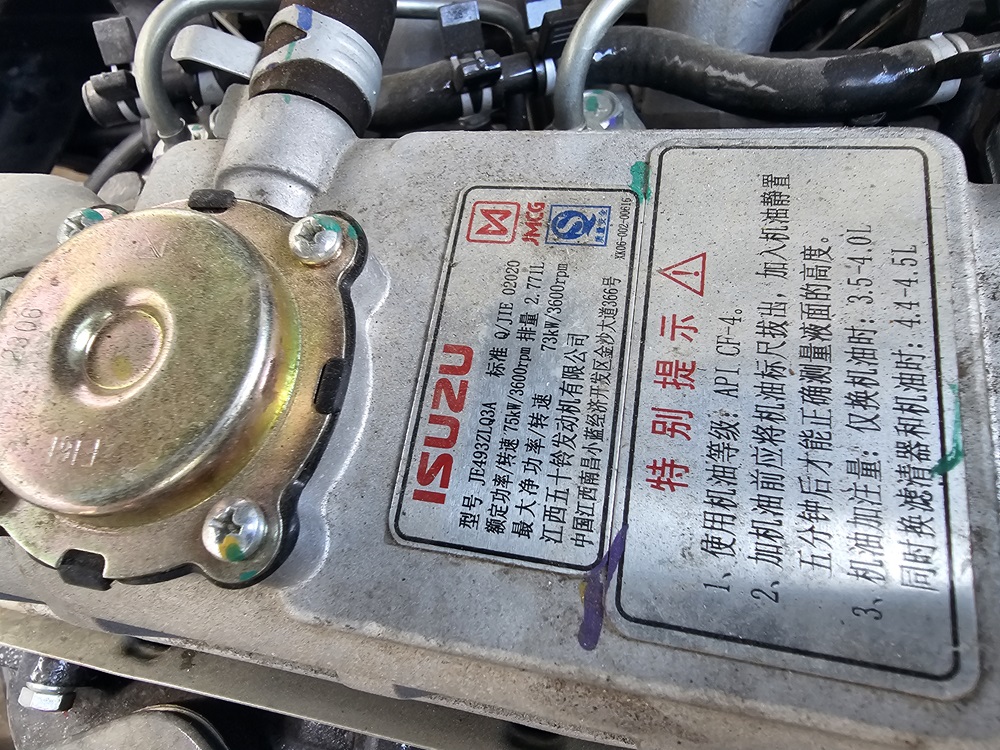 JMCG
质量安全
XK06-002-00616
ISUZU
型号 JE493ZLQ3A 标准 Q/JIE 02020
额定功率/转速 75kW/3600rpm 排量 2.771L
最大净功率/转速 73kW/3600rpm
江西五十铃发动机有限公司
中国江西南昌小蓝经济开发区金沙大道366号
特别提示
1、使用机油等级：API CF-4。
2、加机油前应将机油标尺拔出，加入机油静置
五分钟后才能正确测量液面的高度。
3、机油加注量：仅换机油时：3.5-4.0L
同时换滤清器和机油时：4.4-4.5L